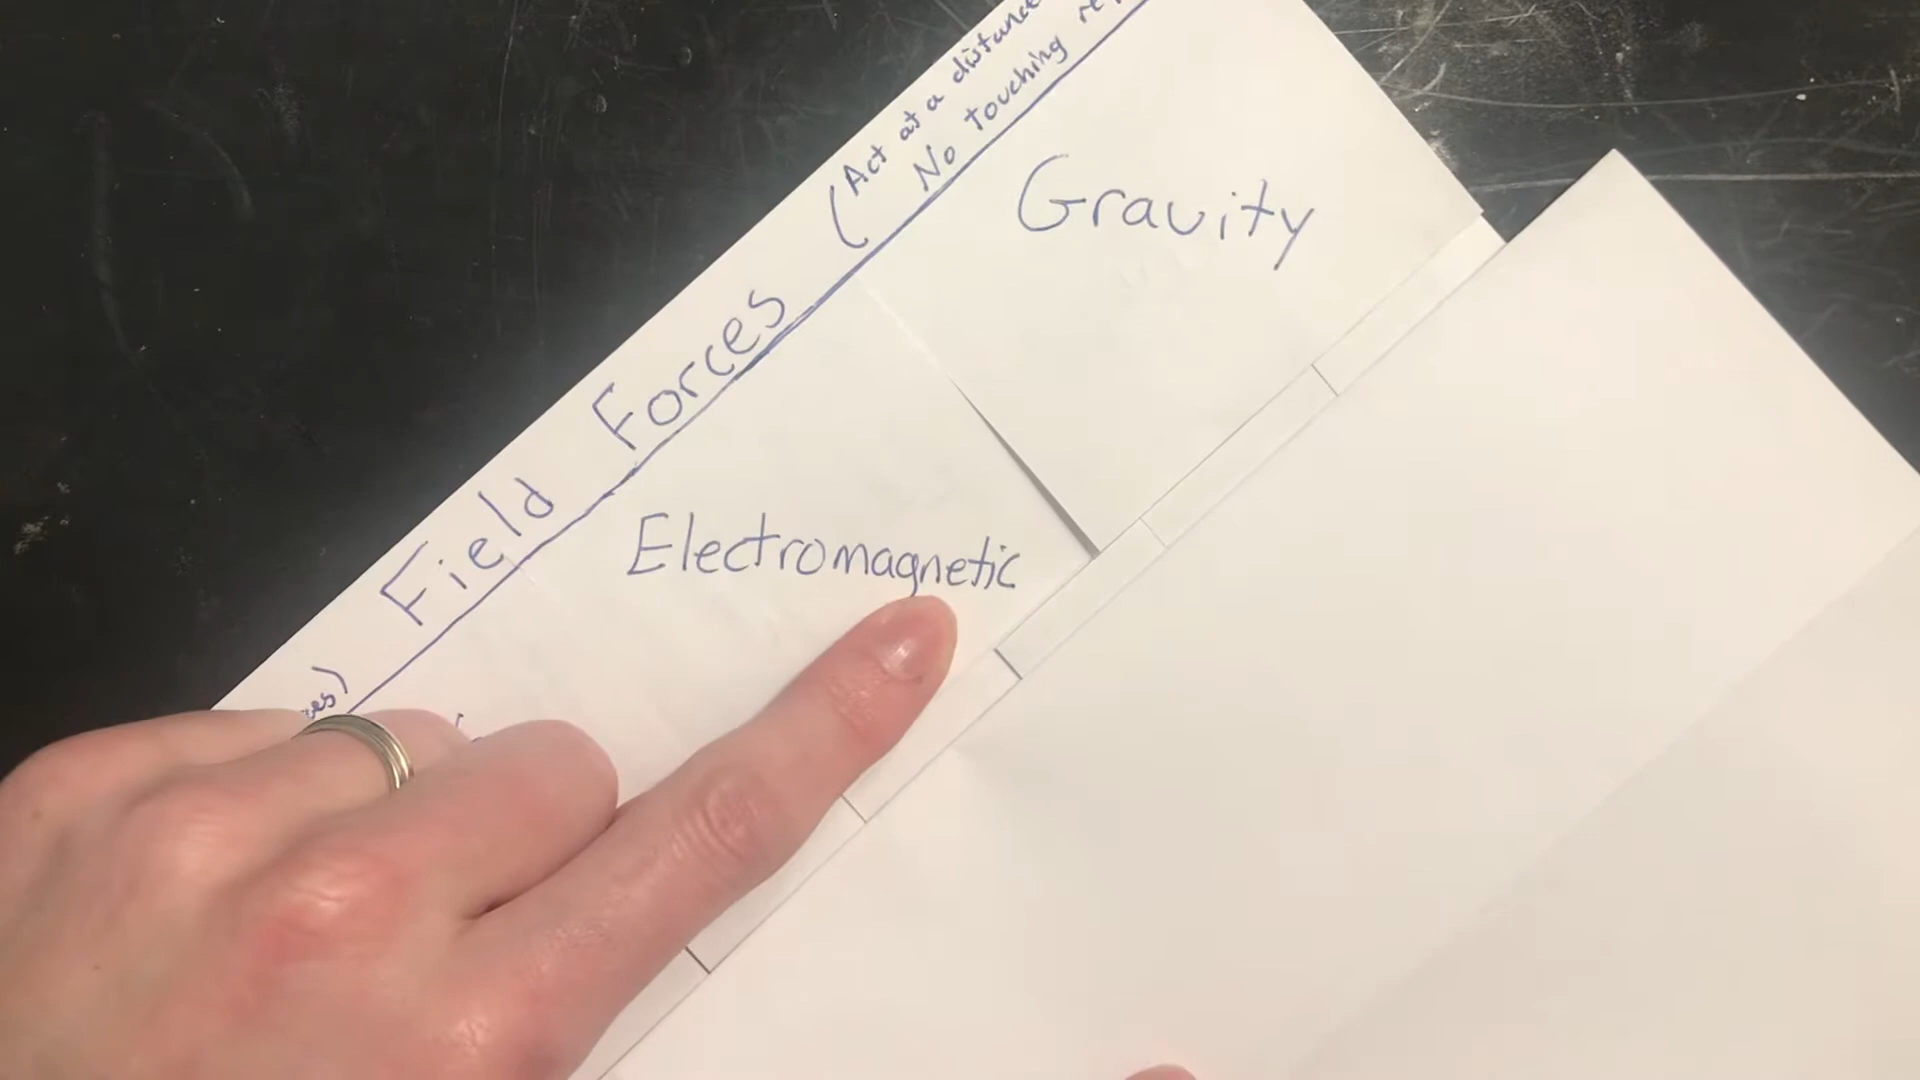 (Act at a distance
No touching
Field Forces
Gravity
Electromagnetic